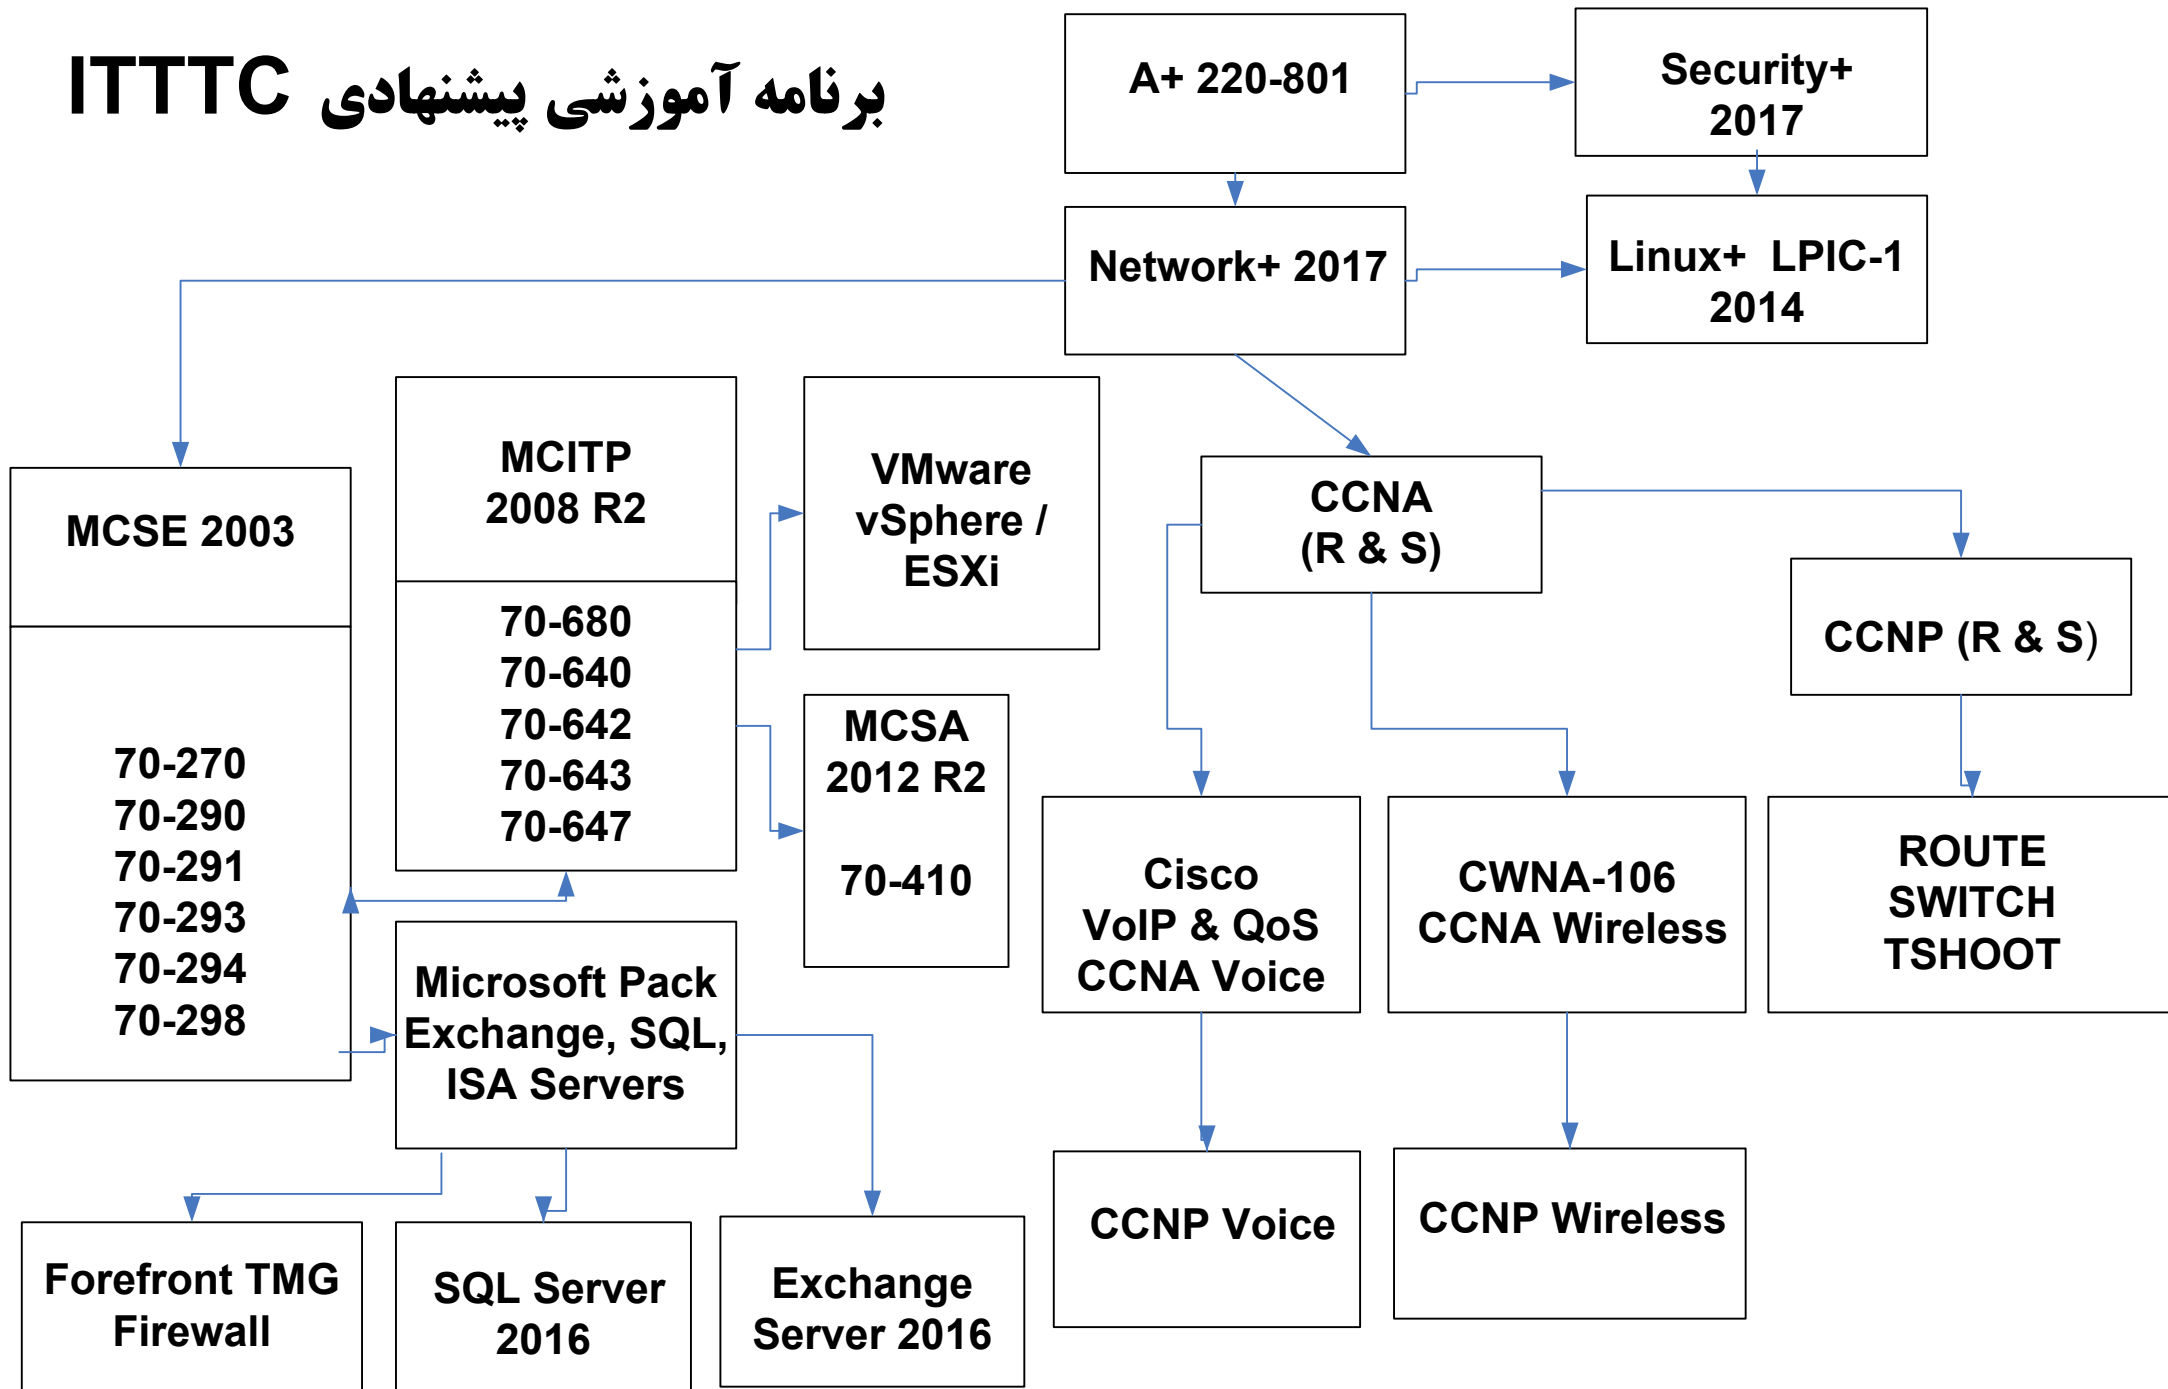 برنامه آموزشی پیشنهادی ITTTC
A+ 220-801
Security+
2017
Network+ 2017
Linux+  LPIC-1
2014
MCSE 2003
70-270
70-290
70-291
70-293
70-294
70-298
MCITP
2008 R2
70-680
70-640
70-642
70-643
70-647
VMware
vSphere /
ESXi
MCSA
2012 R2
70-410
CCNA
(R & S)
CCNP (R & S)
Cisco
VoIP & QoS
CCNA Voice
CWNA-106
CCNA Wireless
ROUTE
SWITCH
TSHOOT
Microsoft Pack
Exchange, SQL,
ISA Servers
Forefront TMG
Firewall
SQL Server
2016
Exchange
Server 2016
CCNP Voice
CCNP Wireless